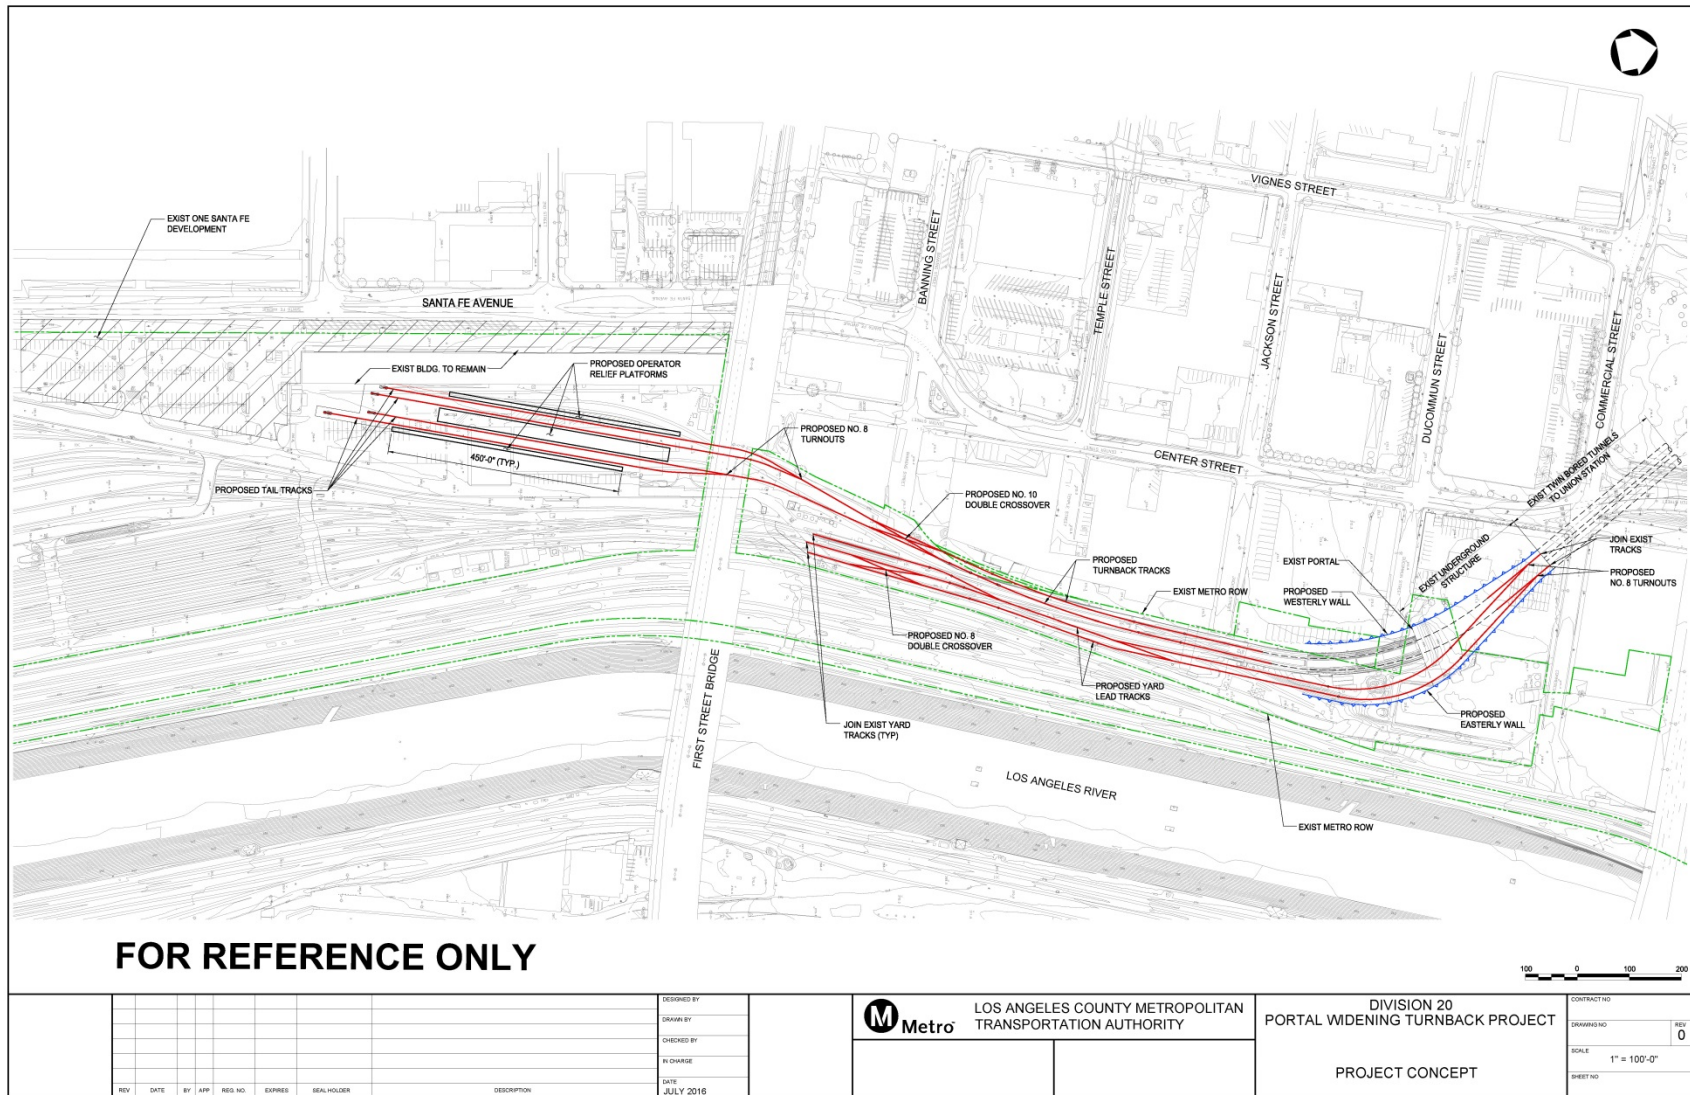 VIGNES STREET
EXIST ONE SANTA FE
DEVELOPMENT
SANTA FE AVENUE
BANNING STREET
TEMPLE STREET
JACKSON STREET
DUCOMMUN STREET
COMMERCIAL STREET
EXIST BLDG. TO REMAIN
PROPOSED OPERATOR
RELIEF PLATFORMS
PROPOSED NO. 8
TURNOUTS
450'-0" (TYP.)
PROPOSED TAIL TRACKS
CENTER STREET
EXIST TWIN BORED TUNNELS
TO UNION STATION
PROPOSED NO. 10
DOUBLE CROSSOVER
EXIST UNDERGROUND
STRUCTURE
JOIN EXIST
TRACKS
PROPOSED
TURNBACK TRACKS
EXIST PORTAL
PROPOSED
NO. 8 TURNOUTS
EXIST METRO ROW
PROPOSED
WESTERLY WALL
PROPOSED NO. 8
DOUBLE CROSSOVER
PROPOSED YARD
LEAD TRACKS
PROPOSED
EASTERLY WALL
JOIN EXIST YARD
TRACKS (TYP)
FIRST STREET BRIDGE
LOS ANGELES RIVER
EXIST METRO ROW
FOR REFERENCE ONLY
100 0 100 200
REV DATE BY APP REG. NO. EXPIRES SEAL HOLDER DESCRIPTION
DESIGNED BY
DRAWN BY
CHECKED BY
IN CHARGE
DATE
JULY 2016
M Metro
LOS ANGELES COUNTY METROPOLITAN
TRANSPORTATION AUTHORITY
DIVISION 20
PORTAL WIDENING TURNBACK PROJECT
PROJECT CONCEPT
CONTRACT NO
DRAWING NO
REV
0
SCALE
1" = 100'-0"
SHEET NO